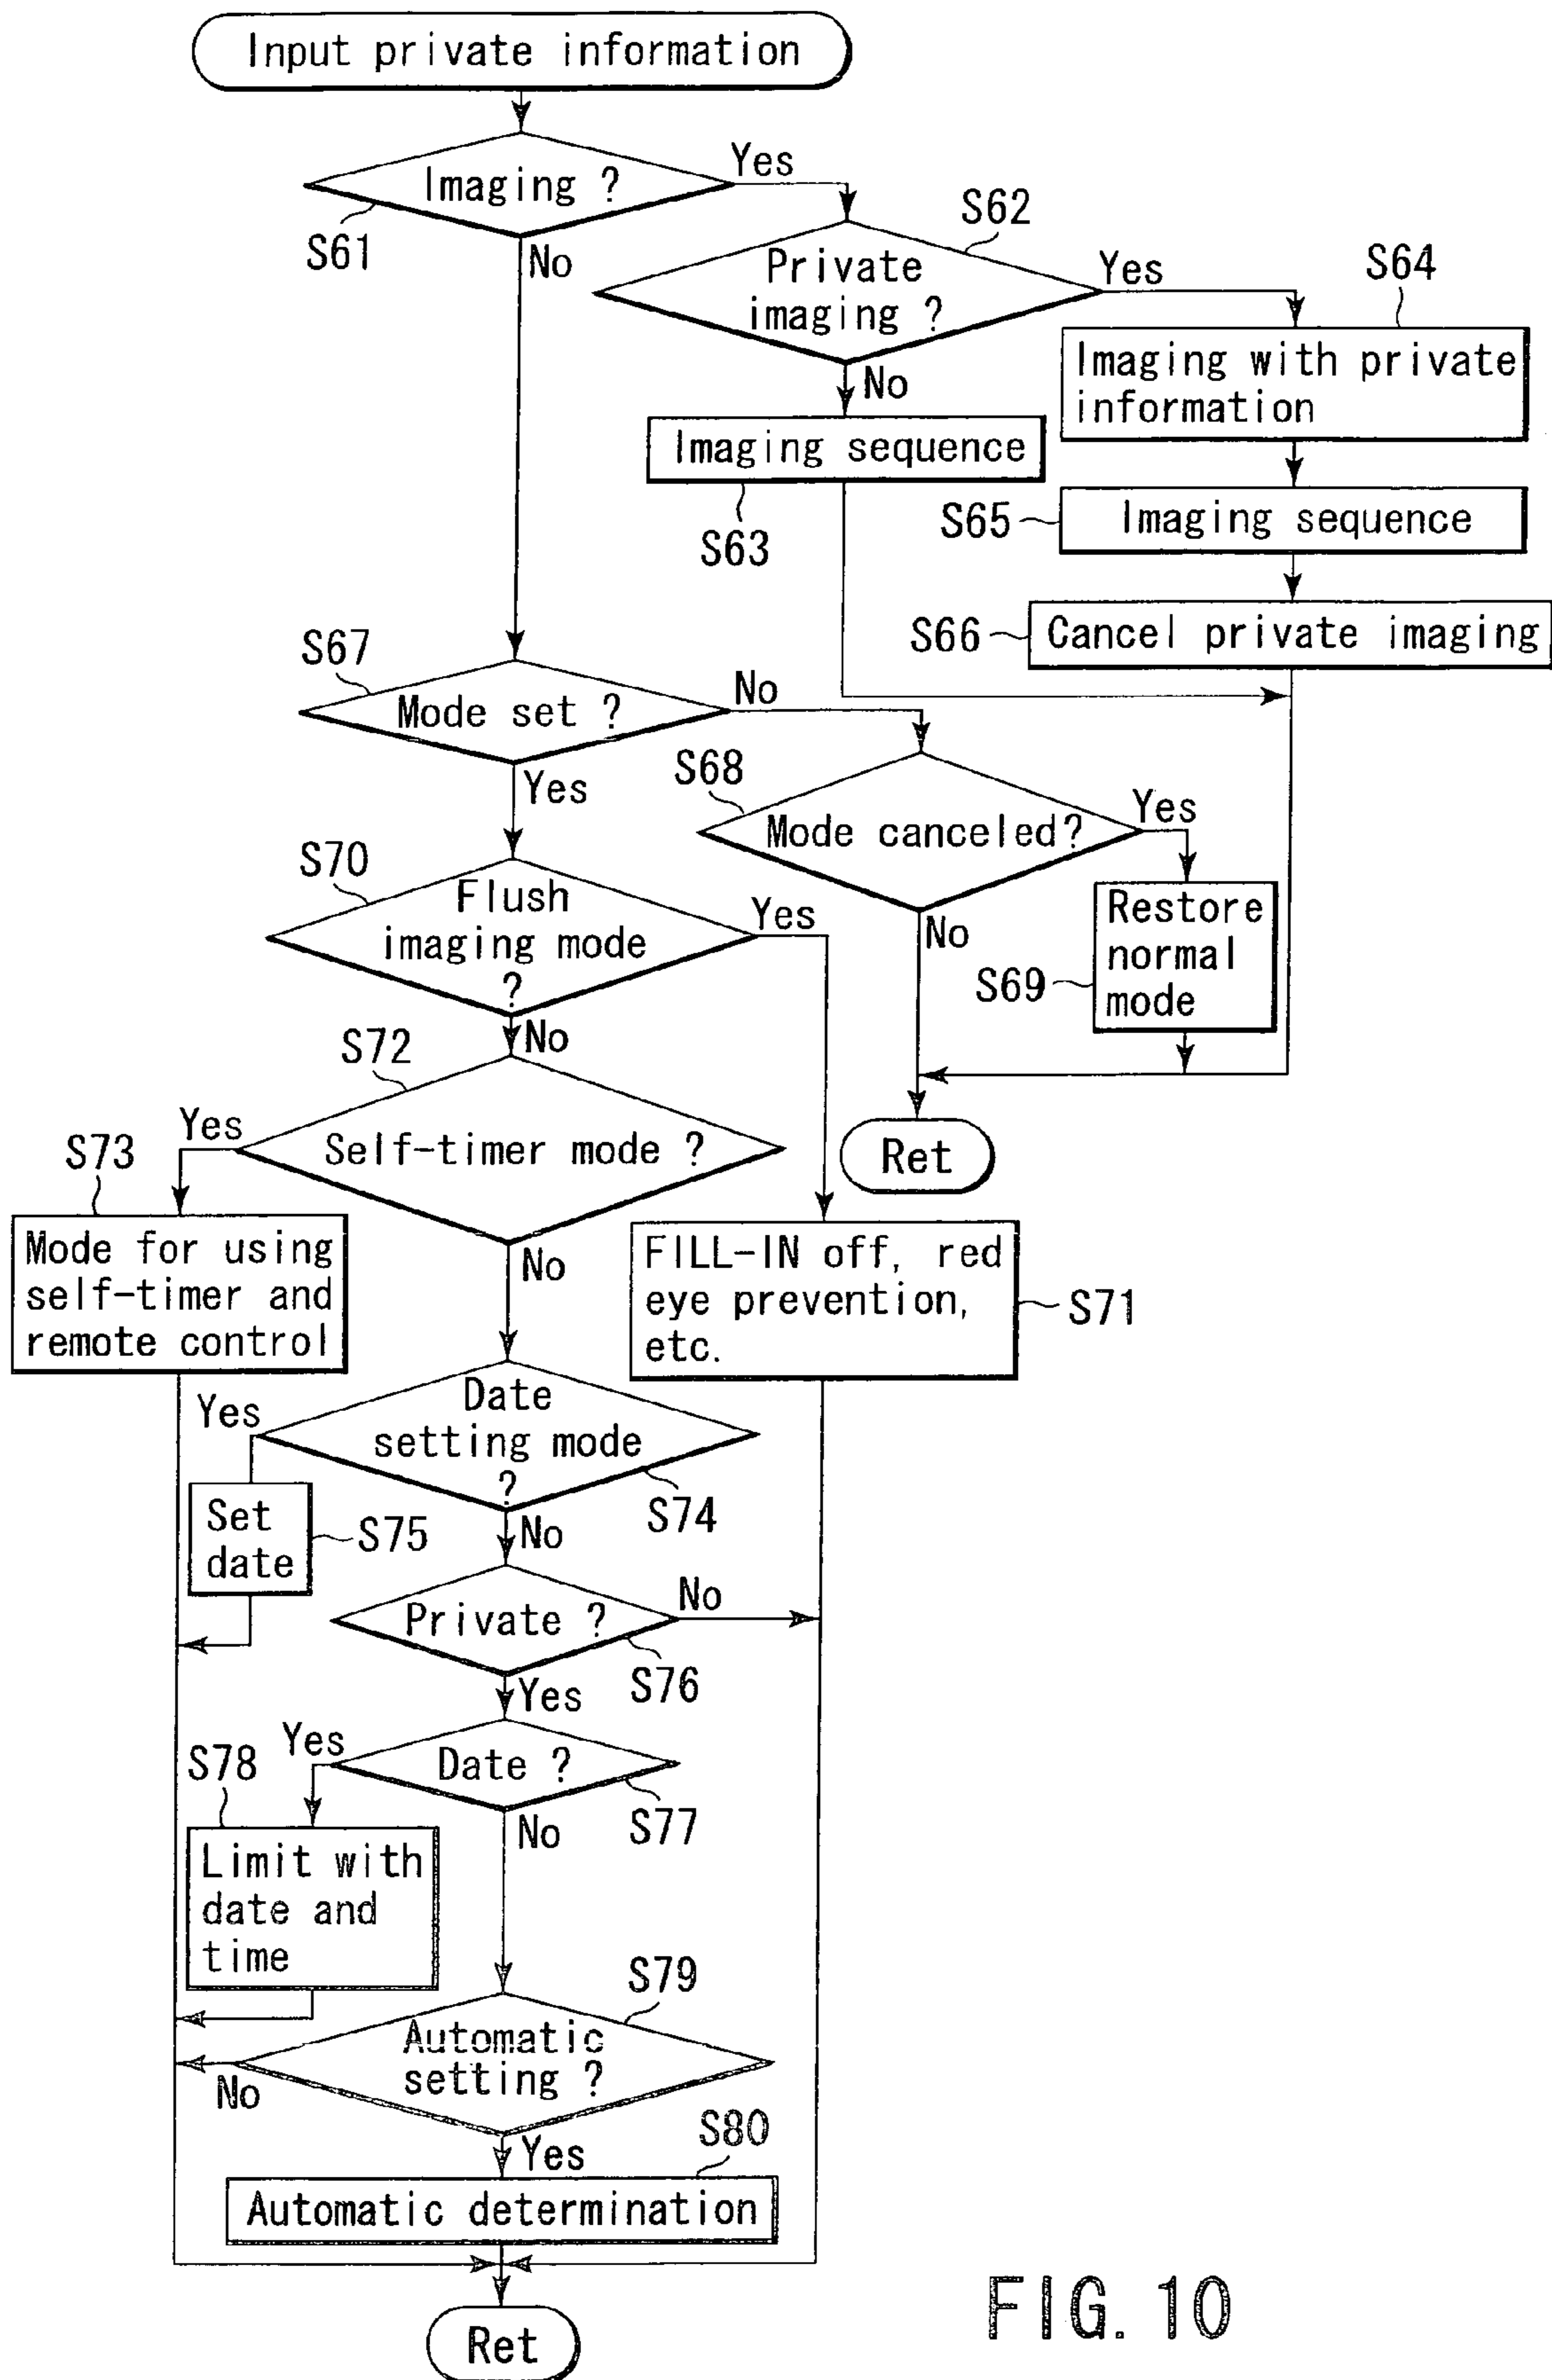 Input private information
Imaging ?
Yes
S61
No
S62
Private
imaging ?
Yes
S64
No
Imaging with private
information
Imaging sequence
S63
S65
Imaging sequence
S66
Cancel private imaging
S67
Mode set ?
No
Yes
S68
Mode canceled?
Yes
No
Restore
normal
mode
S69
S70
Flush
imaging mode
?
Yes
No
S72
Self-timer mode ?
Yes
No
Ret
S73
Mode for using
self-timer and
remote control
FILL-IN off, red
eye prevention,
etc.
S71
Date
setting mode
?
Yes
S74
No
Set
date
S75
Private ?
No
S76
Yes
Date ?
Yes
S77
No
S78
Limit with
date and
time
S79
Automatic
setting ?
No
Yes
S80
Automatic determination
Ret
FIG. 10